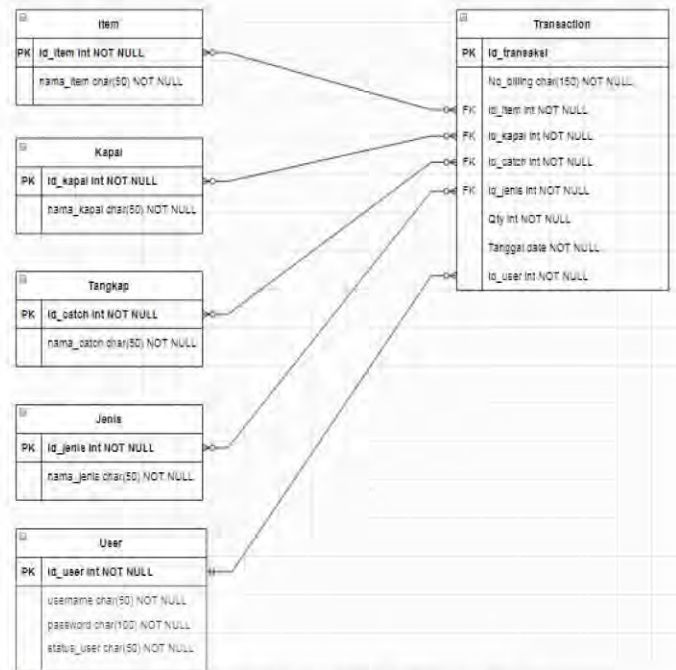 Item
PK Id_item int NOT NULL
nama_item char(50) NOT NULL
Kapal
PK Id_kapal int NOT NULL
nama_kapal char(50) NOT NULL
Tangkap
PK Id_catch int NOT NULL
nama_catch char(50) NOT NULL
Jenis
PK Id_jenis int NOT NULL
nama_jenis char(50) NOT NULL
User
PK Id_user int NOT NULL
username char(50) NOT NULL
password char(100) NOT NULL
status_user char(50) NOT NULL
Transaction
PK Id_transaksi
No_billing char(150) NOT NULL
FK Id_item int NOT NULL
FK Id_kapal int NOT NULL
FK Id_catch int NOT NULL
FK Id_jenis int NOT NULL
Qty int NOT NULL
Tanggal date NOT NULL
Id_user int NOT NULL